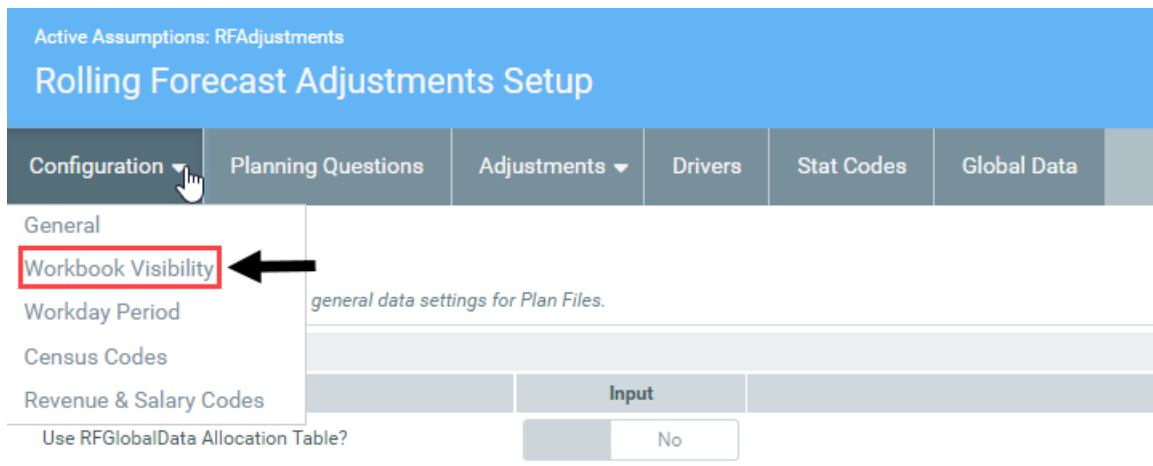 Active Assumptions: RFAdjustments
Rolling Forecast Adjustments Setup
Configuration Planning Questions Adjustments Drivers Stat Codes Global Data
General
Workbook Visibility
general data settings for Plan Files.
Workday Period
Census Codes
Revenue & Salary Codes
Input
Use RFGlobalData Allocation Table? No